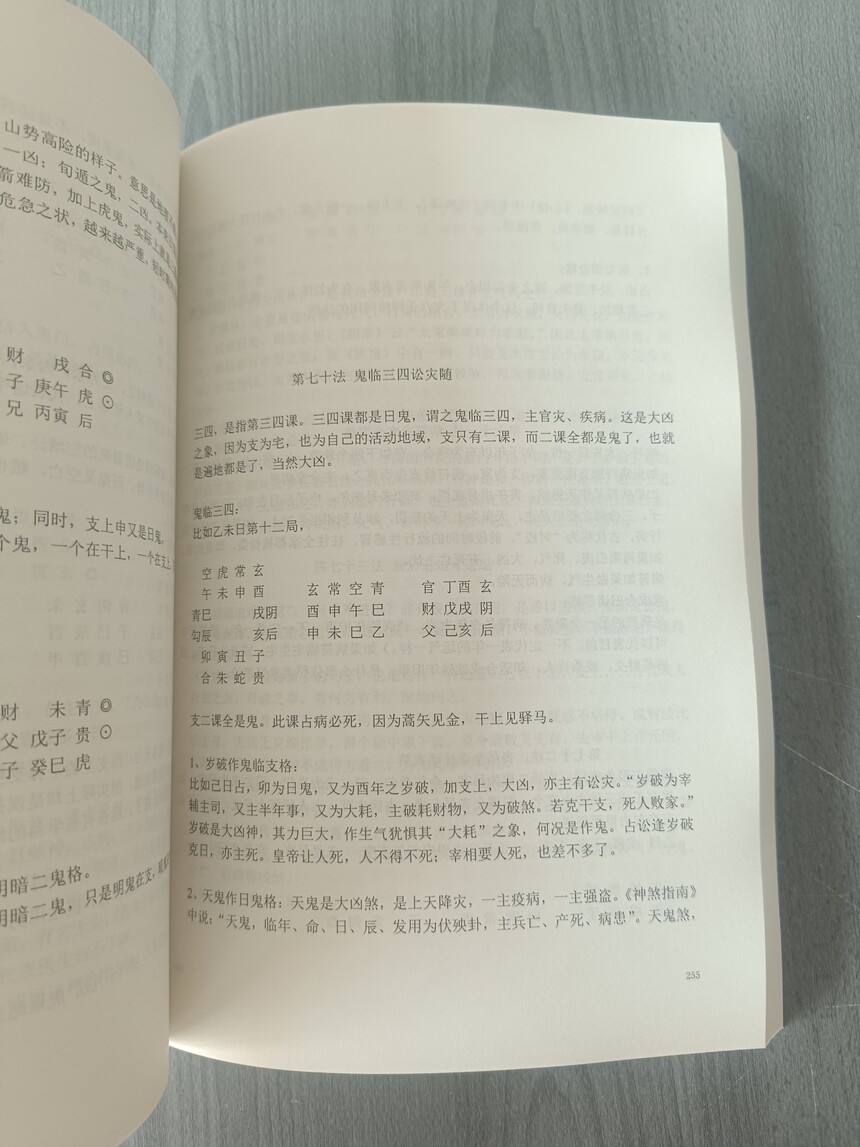 山势高险的样子。意思是
一凶；旬遁之鬼，二凶，本
箭难防，加上虎鬼，实际上
危急之状，越来越严重，
财 戌 合 ◎
子 庚午 虎 ⊙
兄 丙寅 后
鬼；同时，支上申又是日鬼，
个鬼，一个在干上，一个在支上
财 未 青 ◎
父 戊子 贵 ⊙
子 癸巳 虎
明暗二鬼格。
明暗二鬼，只是明鬼在支，
第七十法 鬼临三四讼灾随
三四，是指第三四课。三四课都是日鬼，谓之鬼临三四，主官灾、疾病。这是大凶
之象，因为支为宅，也为自己的活动地域，支只有二课，而二课全都是鬼了，也就
是遍地都是了，当然大凶。
鬼临三四：
比如乙未日第十二局，
空 虎 常 玄
午 未 申 酉 玄 常 空 青 官 丁酉 玄
青巳 戌阴 酉 申 午 巳 财 戊戌 阴
勾辰 亥后 申 未 巳 乙 父 己亥 后
卯 寅 丑 子
合 朱 蛇 贵
支二课全是鬼。此课占病必死，因为蒿矢见金，干上见驿马。
1、岁破作鬼临支格：
比如己日占，卯为日鬼，又为酉年之岁破，加支上，大凶，亦主有讼灾。“岁破为宰
辅主司，又主半年事，又为大耗，主破耗财物，又为破煞。若克干支，死人败家。”
岁破是大凶神，其力巨大，作生气犹惧其“大耗”之象，何况是作鬼。占讼逢岁破
克日，亦主死。皇帝让人死，人不得不死；宰相要人死，也差不多了。
2、天鬼作日鬼格：天鬼是大凶煞，是上天降灾，一主疫病，一主强盗。《神煞指南》
中说：“天鬼，临年、命、日、辰、发用为伏殃卦，主兵亡、产死、病患”。天鬼煞，
255